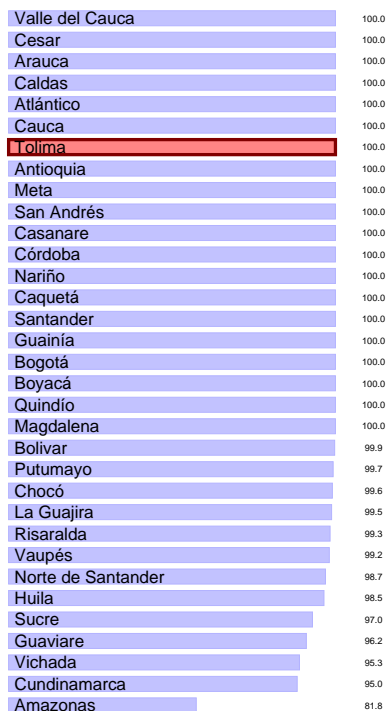 Valle del Cauca 100.0
Cesar 100.0
Arauca 100.0
Caldas 100.0
Atlántico 100.0
Cauca 100.0
Tolima 100.0
Antioquia 100.0
Meta 100.0
San Andrés 100.0
Casanare 100.0
Córdoba 100.0
Nariño 100.0
Caquetá 100.0
Santander 100.0
Guainía 100.0
Bogotá 100.0
Boyacá 100.0
Quindío 100.0
Magdalena 100.0
Bolivar 99.9
Putumayo 99.7
Chocó 99.6
La Guajira 99.5
Risaralda 99.3
Vaupés 99.2
Norte de Santander 98.7
Huila 98.5
Sucre 97.0
Guaviare 96.2
Vichada 95.3
Cundinamarca 95.0
Amazonas 81.8